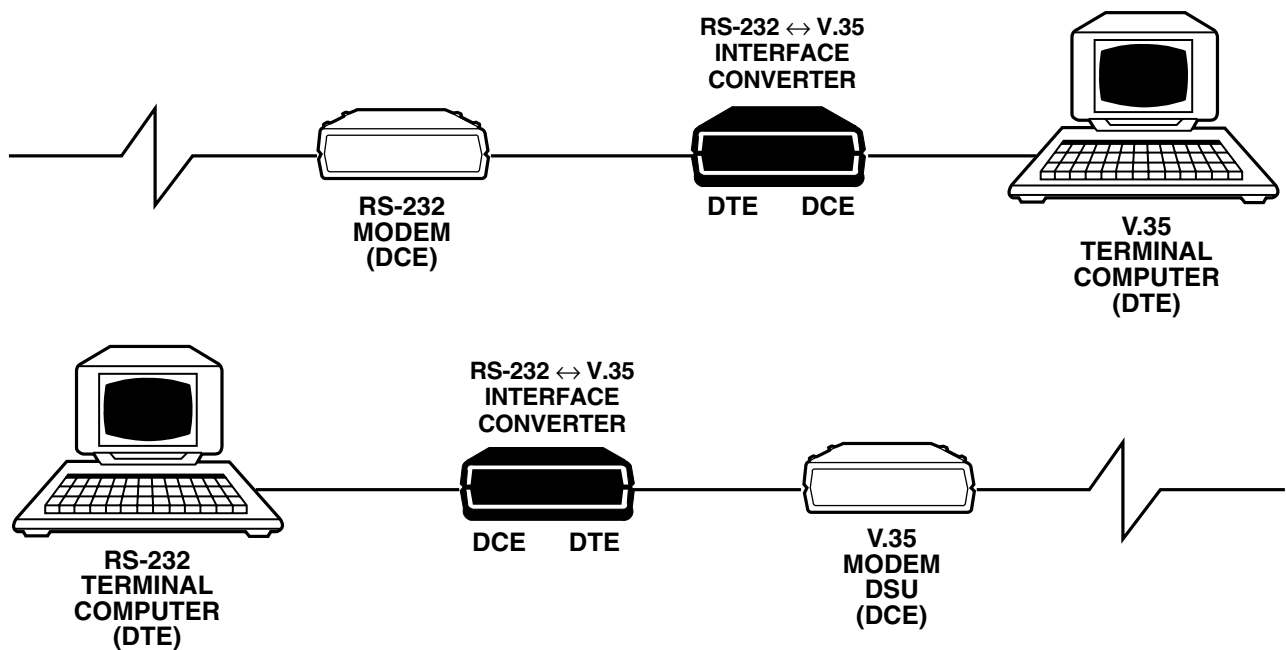 RS-232 ↔ V.35
INTERFACE
CONVERTER
DTE DCE
RS-232
MODEM
(DCE)
V.35
TERMINAL
COMPUTER
(DTE)
RS-232 ↔ V.35
INTERFACE
CONVERTER
DCE DTE
RS-232
TERMINAL
COMPUTER
(DTE)
V.35
MODEM
DSU
(DCE)